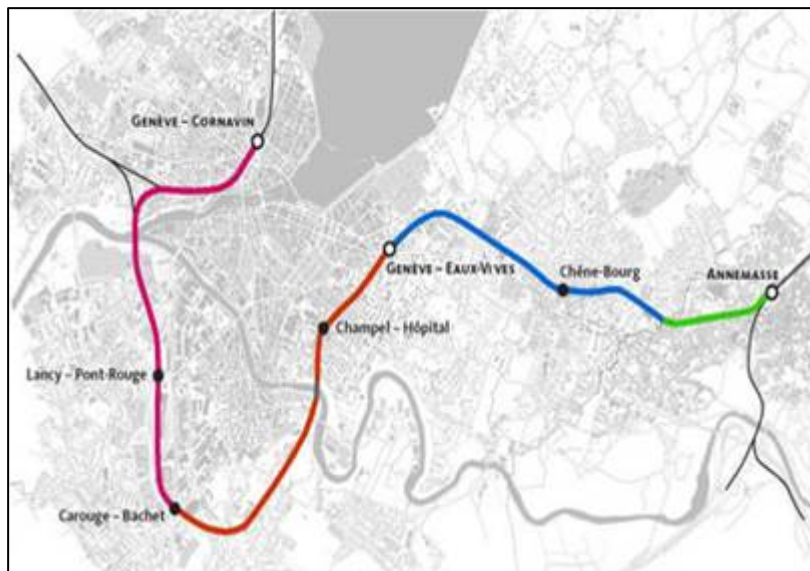 GENÈVE – CORNAVIN
GENÈVE – EAUX-VIVES
Chêne-Bourg
ANNEMASSE
Champel – Hôpital
Lancy – Pont-Rouge
Carouge – Bachet